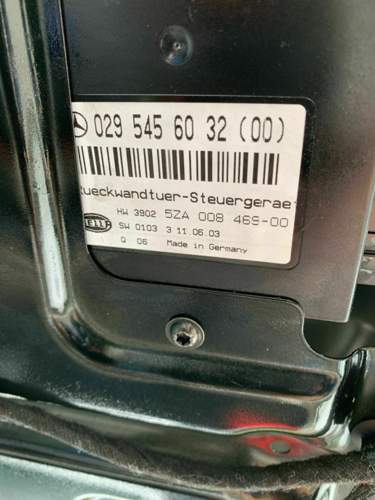 029 545 60 32 (00)
ueckwandtuer-Steuergerae
HW 3902 5ZA 008 469-00
SW 0103 3 11.06.03
Q 06 Made in Germany